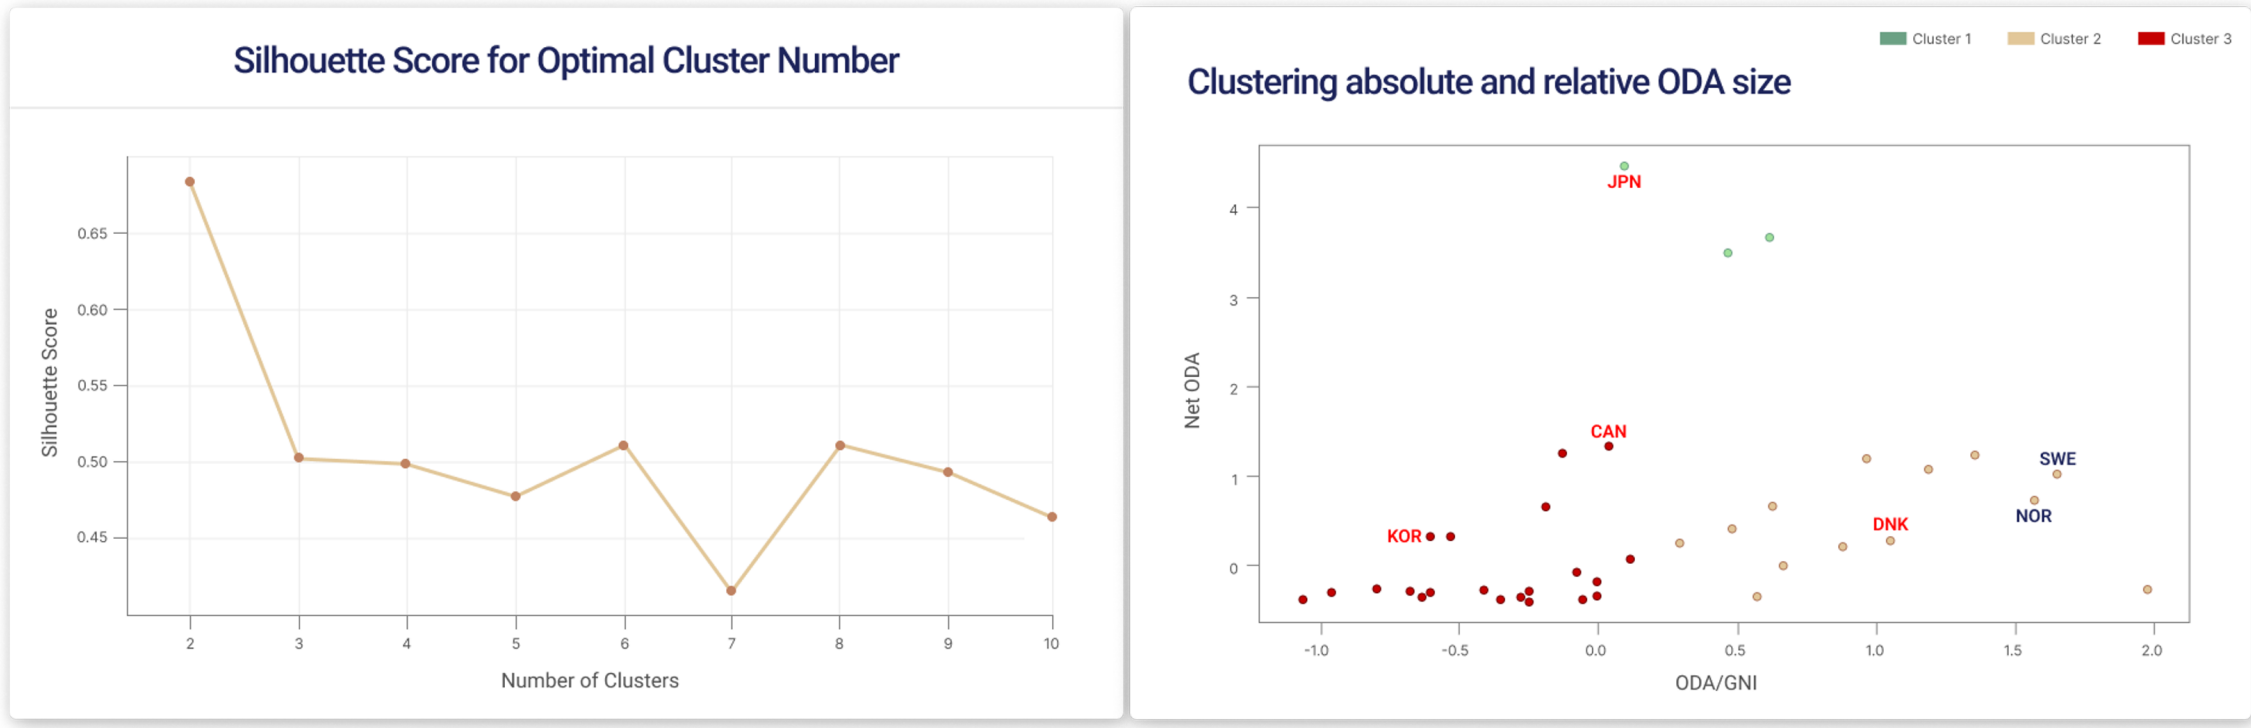 Silhouette Score for Optimal Cluster Number
Silhouette Score
0.65
0.60
0.55
0.50
0.45
2 3 4 5 6 7 8 9 10
Number of Clusters
Cluster 1 Cluster 2 Cluster 3
Clustering absolute and relative ODA size
Net ODA
4
3
2
1
0
JPN
CAN
SWE
NOR
DNK
KOR
-1.0 -0.5 0.0 0.5 1.0 1.5 2.0
ODA/GNI